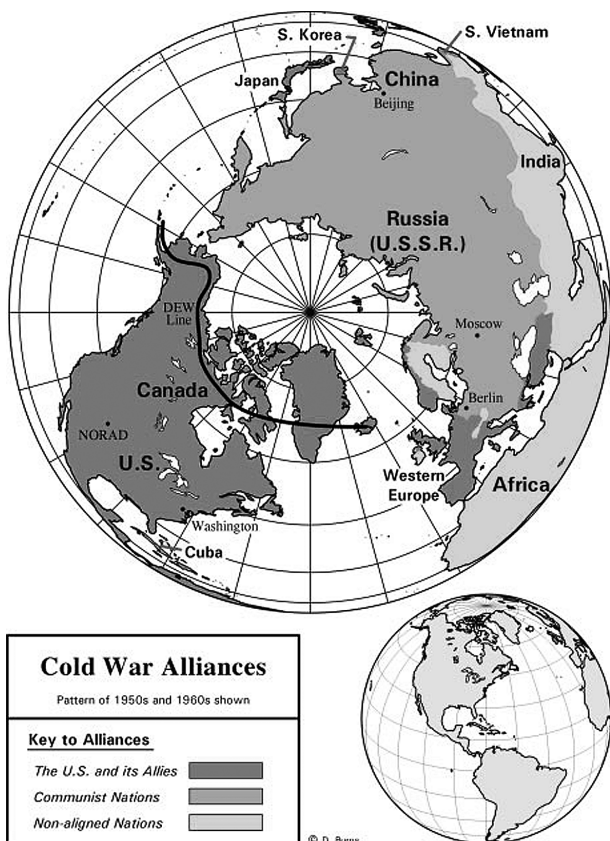 S. Korea
S. Vietnam
Japan
China
Beijing
India
Russia
(U.S.S.R.)
DEW
Line
Moscow
Canada
Berlin
NORAD
U.S.
Western
Europe
Africa
Washington
Cuba
Cold War Alliances
Pattern of 1950s and 1960s shown
Key to Alliances
The U.S. and its Allies
Communist Nations
Non-aligned Nations
© D. Burns